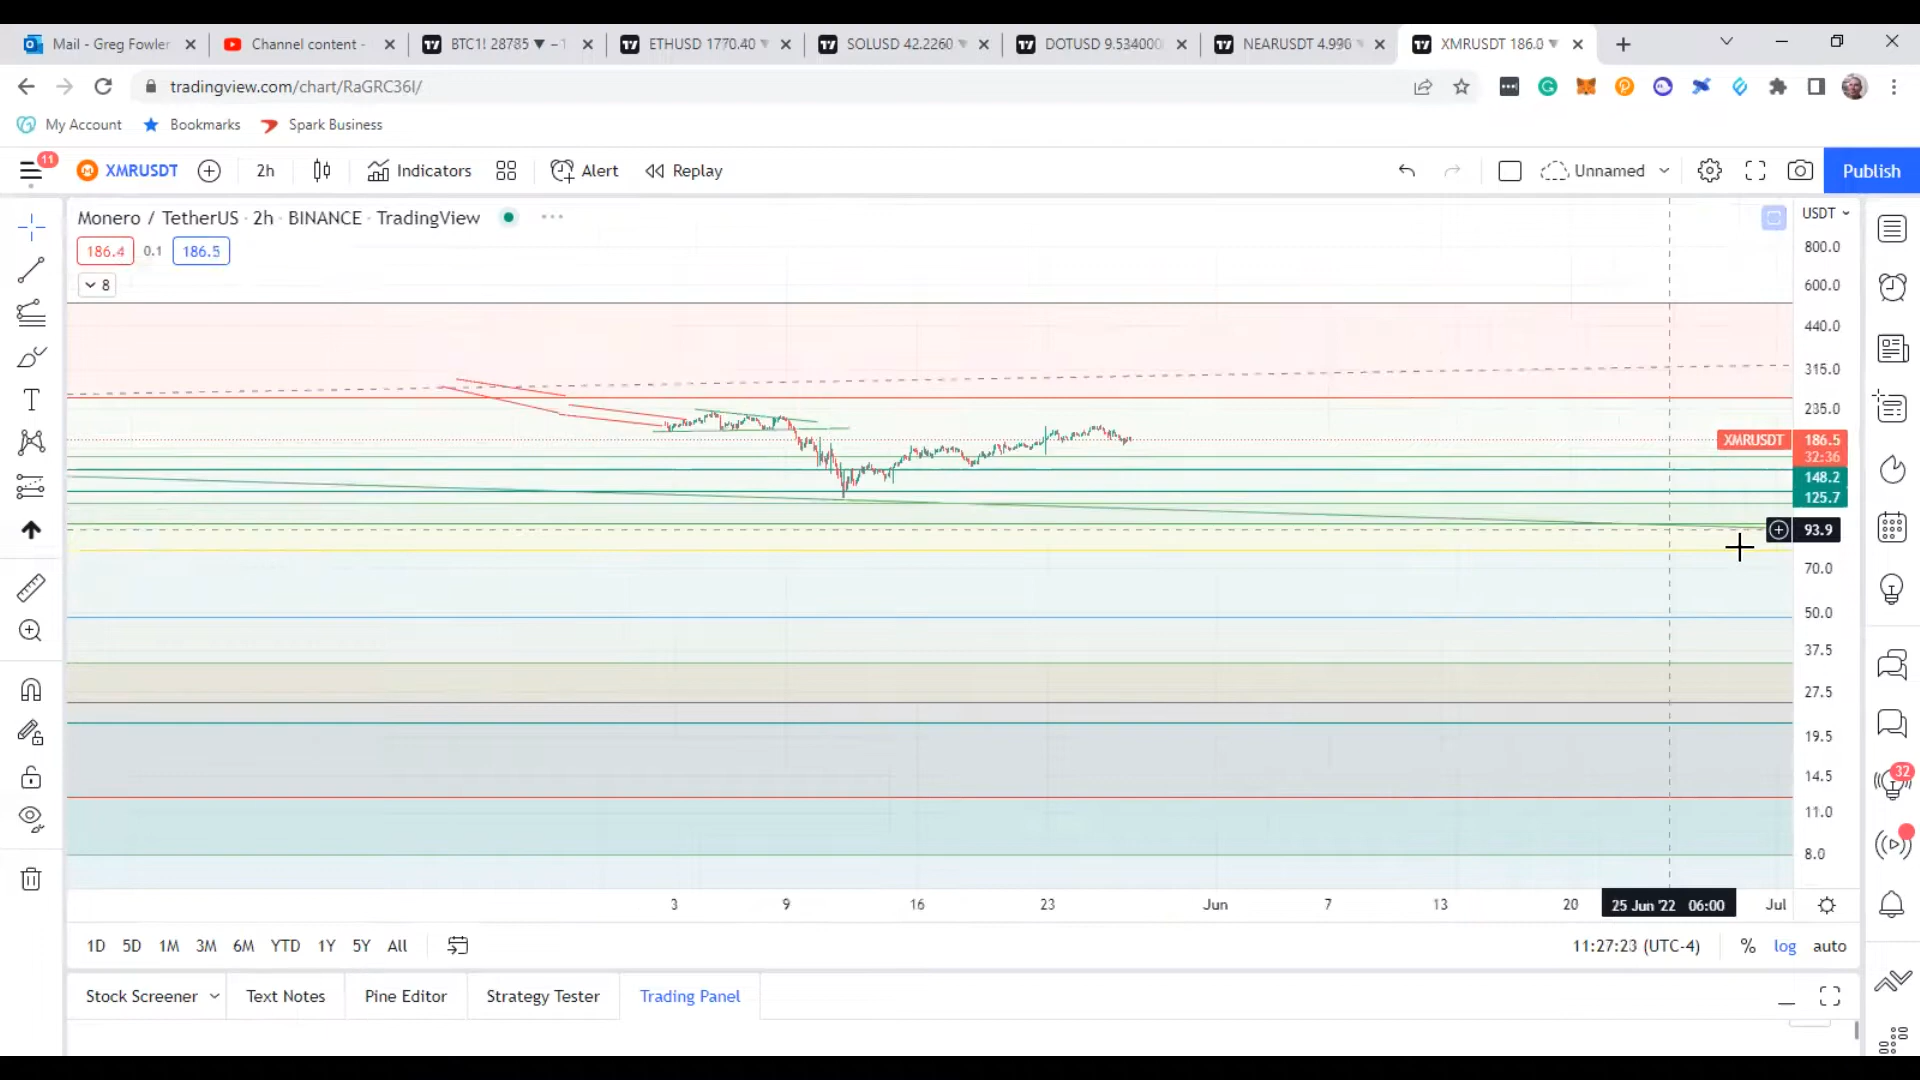 Mail - Greg Fowler
Channel content -
BTC1! 28785 ▼ −
ETHUSD 1770.40 ▼
SOLUSD 42.2260 ▼
DOTUSD 9.534000
NEARUSDT 4.990
XMRUSDT 186.0 ▼
tradingview.com/chart/RaGRC36I/
My Account
Bookmarks
Spark Business
11
XMRUSDT
2h
Indicators
Alert
Replay
Unnamed
Publish
Monero / TetherUS · 2h · BINANCE · TradingView
USDT
186.4
0.1
186.5
8
800.0
600.0
440.0
315.0
235.0
XMRUSDT
186.5
32:36
148.2
125.7
93.9
70.0
50.0
37.5
27.5
19.5
14.5
11.0
8.0
32
3
9
16
23
Jun
7
13
20
25 Jun '22 06:00
Jul
1D 5D 1M 3M 6M YTD 1Y 5Y All
11:27:23 (UTC-4)
%
log
auto
Stock Screener
Text Notes
Pine Editor
Strategy Tester
Trading Panel